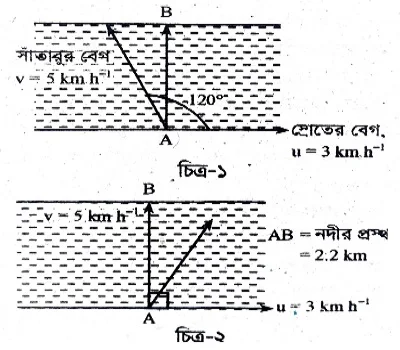 B
সাঁতারুর বেগ
v = 5 km h⁻¹
120°
A
স্রোতের বেগ,
u = 3 km h⁻¹
চিত্র-১
B
v = 5 km h⁻¹
AB = নদীর প্রস্থ
= 2.2 km
A
u = 3 km h⁻¹
চিত্র-২